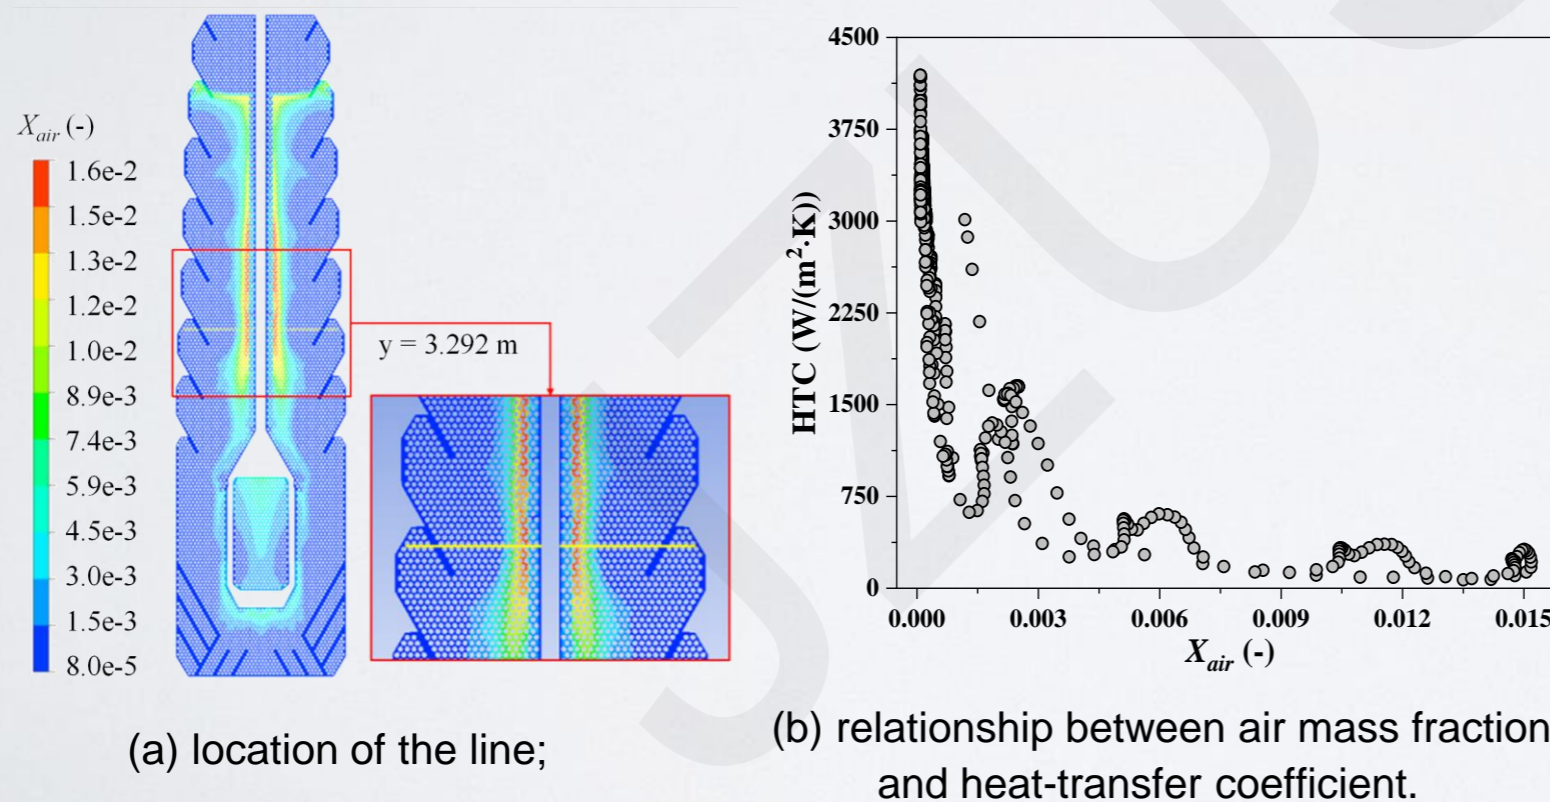 X_air (-)
1.6e-2
1.5e-2
1.3e-2
1.2e-2
1.0e-2
8.9e-3
7.4e-3
5.9e-3
4.5e-3
3.0e-3
1.5e-3
8.0e-5
y = 3.292 m
(a) location of the line;
4500
3750
3000
2250
1500
750
0
HTC (W/(m²·K))
0.000 0.003 0.006 0.009 0.012 0.015
X_air (-)
(b) relationship between air mass fraction
and heat-transfer coefficient.
JZUS